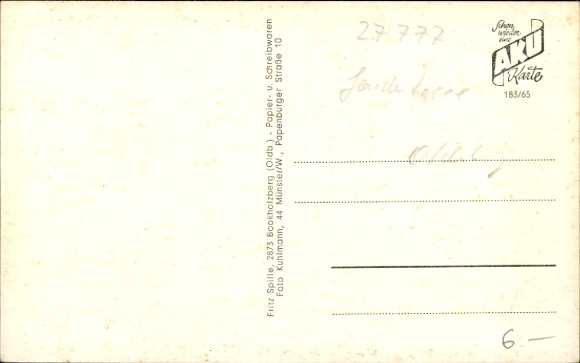 Fritz Spille, 2873 Bookholzberg (Oldb.) - Papier- u. Schreibwaren
Foto Kuhlmann, 44 Münster/W., Papenburger Straße 10
27.777
Schon
wieder
eine
AKU
Karte
183/65
6 —